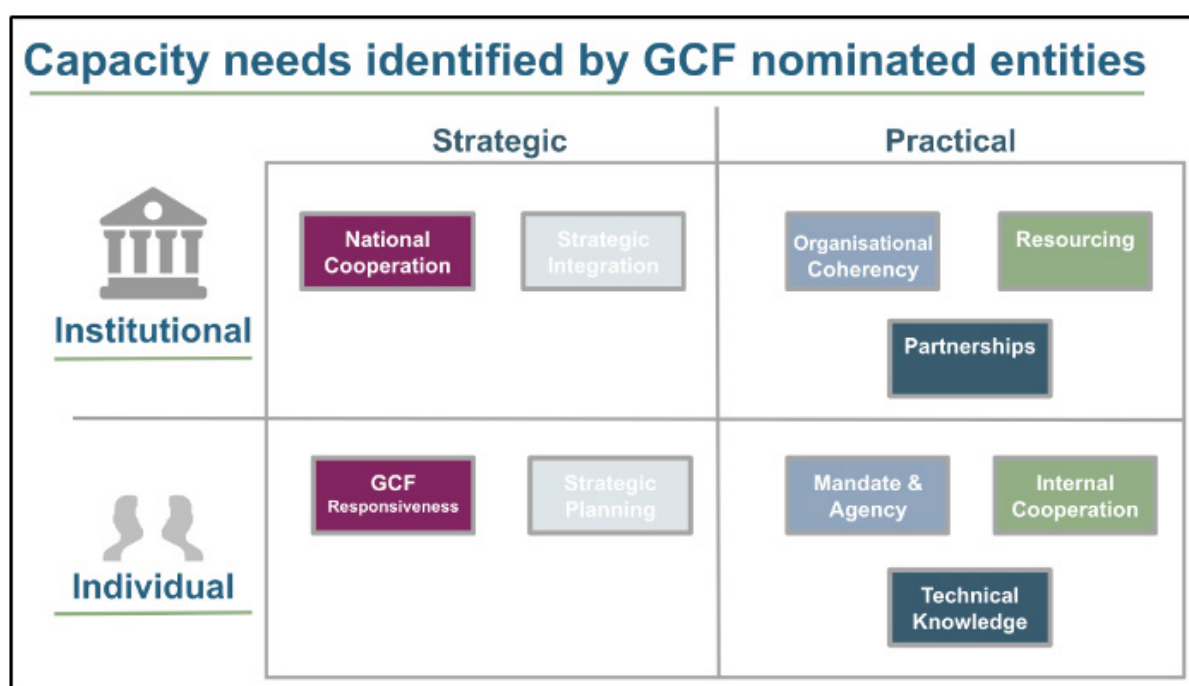 Capacity needs identified by GCF nominated entities
Strategic
Practical
Institutional
National
Cooperation
Strategic
Integration
Organisational
Coherency
Resourcing
Partnerships
Individual
GCF
Responsiveness
Strategic
Planning
Mandate &
Agency
Internal
Cooperation
Technical
Knowledge